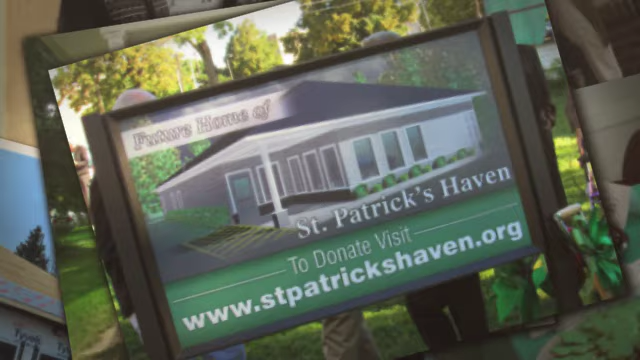 Future Home of
St. Patrick's Haven
To Donate Visit
www.stpatrickshaven.org